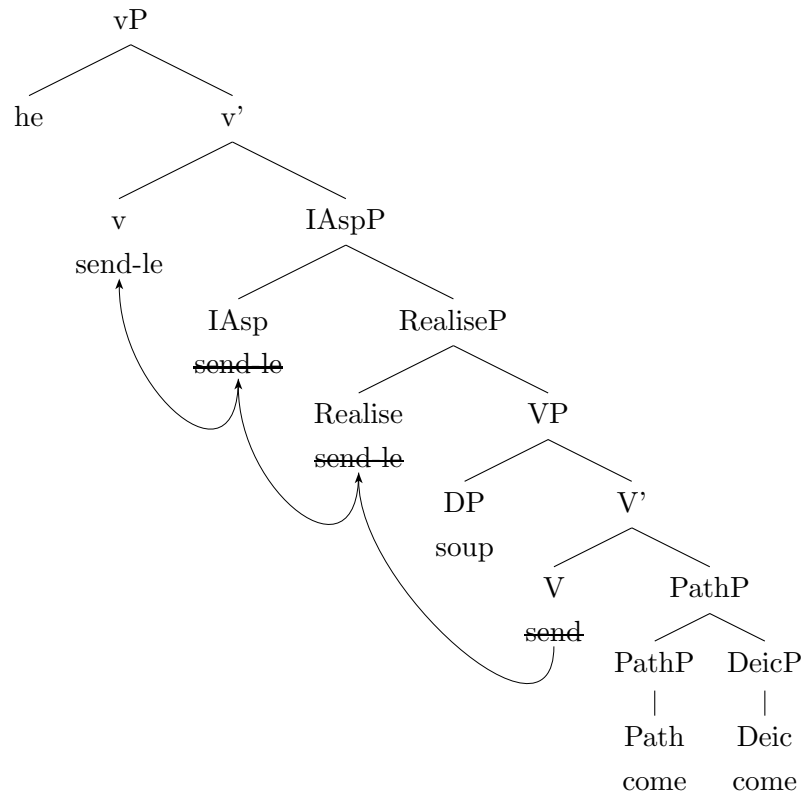 vP
he v'
v IAspP
send-le
IAsp RealiseP
send-le
Realise VP
send-le
DP V'
soup
V PathP
send
PathP DeicP
Path Deic
come come